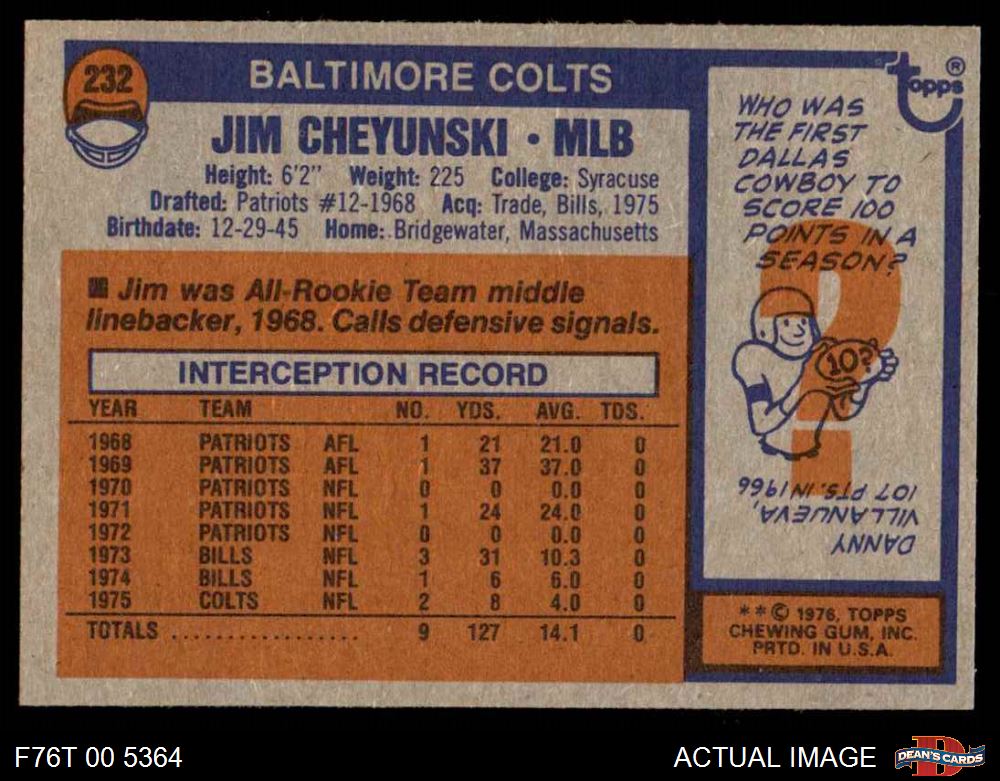 232
BALTIMORE COLTS
JIM CHEYUNSKI • MLB
Height: 6'2" Weight: 225 College: Syracuse
Drafted: Patriots #12-1968 Acq: Trade, Bills, 1975
Birthdate: 12-29-45 Home: Bridgewater, Massachusetts
■ Jim was All-Rookie Team middle
linebacker, 1968. Calls defensive signals.
INTERCEPTION RECORD
YEAR TEAM NO. YDS. AVG. TDS.
1968 PATRIOTS AFL 1 21 21.0 0
1969 PATRIOTS AFL 1 37 37.0 0
1970 PATRIOTS NFL 0 0 0.0 0
1971 PATRIOTS NFL 1 24 24.0 0
1972 PATRIOTS NFL 0 0 0.0 0
1973 BILLS NFL 3 31 10.3 0
1974 BILLS NFL 1 6 6.0 0
1975 COLTS NFL 2 8 4.0 0
TOTALS .................. 9 127 14.1 0
topps ®
WHO WAS
THE FIRST
DALLAS
COWBOY TO
SCORE 100
POINTS IN A
SEASON?
?
10?
DANNY
VILLANUEVA,
107 PTS. IN 1966
** © 1976, TOPPS
CHEWING GUM, INC.
PRTD. IN U.S.A.
F76T 00 5364
ACTUAL IMAGE
D
DEAN'S CARDS